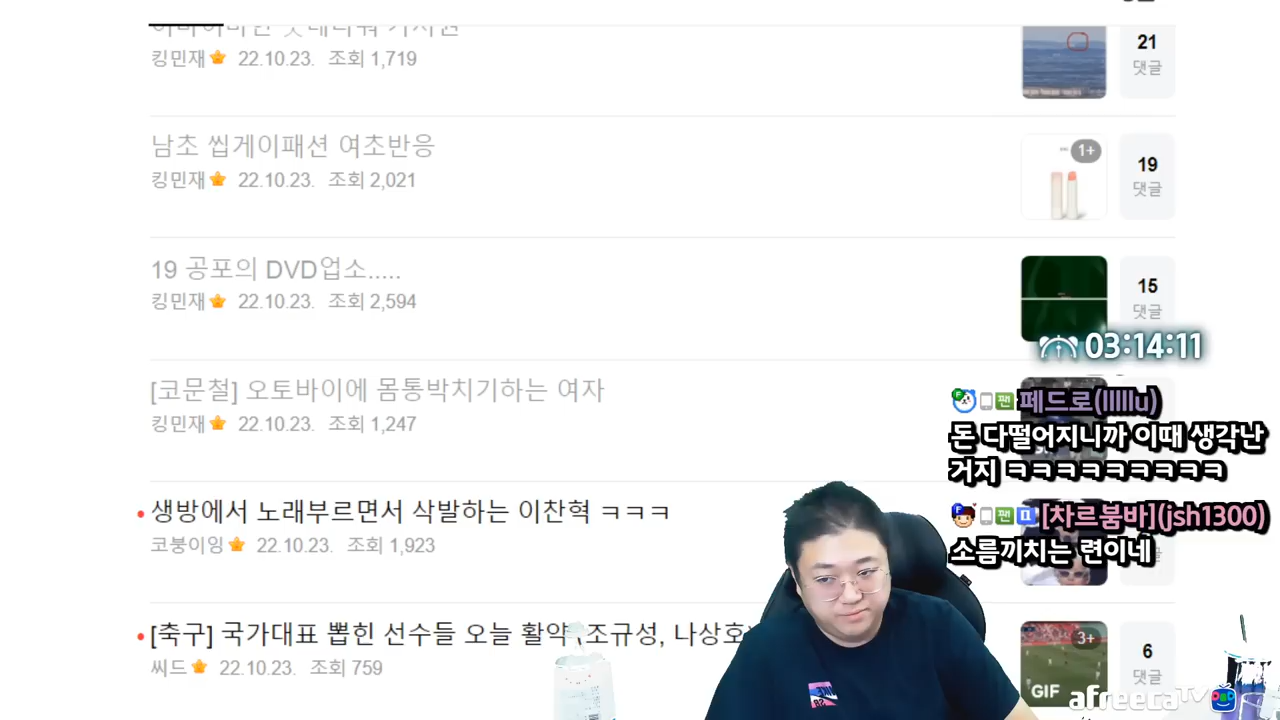 킹민재 22.10.23. 조회 1,719
21
댓글
남초 씹게이패션 여초반응
킹민재 22.10.23. 조회 2,021
1+
19
댓글
19 공포의 DVD업소.....
킹민재 22.10.23. 조회 2,594
15
댓글
03:14:11
[코문철] 오토바이에 몸통박치기하는 여자
킹민재 22.10.23. 조회 1,247
팬 페드로(lllllu)
돈 다떨어지니까 이때 생각난
거지 ㅋㅋㅋㅋㅋㅋㅋㅋㅋ
생방에서 노래부르면서 삭발하는 이찬혁 ㅋㅋㅋ
코붕이잉 22.10.23. 조회 1,923
팬 [차르붐바](jsh1300)
소름끼치는 련이네
[축구] 국가대표 뽑힌 선수들 오늘 활약 (조규성, 나상호
씨드 22.10.23. 조회 759
3+
GIF
6
댓글
afreecaTV